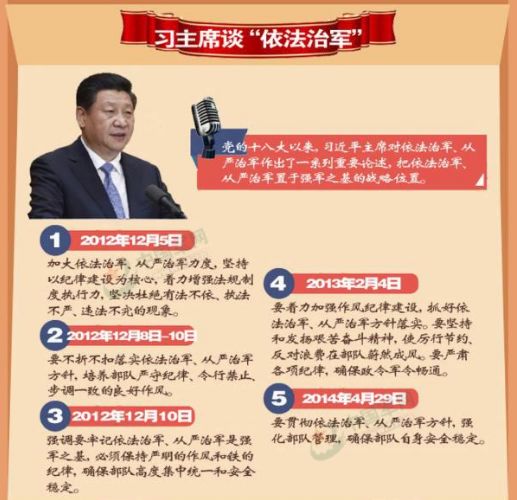 习主席谈“依法治军”
党的十八大以来，习近平主席对依法治军、从
严治军作出了一系列重要论述，把依法治军、
从严治军置于强军之基的战略位置。
1 2012年12月5日
加大依法治军、从严治军力度，坚持
以纪律建设为核心，着力增强法规制
度执行力，坚决杜绝有法不依、执法
不严、违法不究的现象。
2 2012年12月8日-10日
要不折不扣落实依法治军、从严治军
方针，培养部队严守纪律、令行禁止、
步调一致的良好作风。
3 2012年12月10日
强调要牢记依法治军、从严治军是强
军之基，必须保持严明的作风和铁的
纪律，确保部队高度集中统一和安全
稳定。
4 2013年2月4日
要着力加强作风纪律建设，抓好依
法治军、从严治军方针落实。要坚持
和发扬艰苦奋斗精神，使厉行节约、
反对浪费在部队蔚然成风。要严肃
各项纪律，确保政令军令畅通。
5 2014年4月29日
要贯彻依法治军、从严治军方针，强
化部队管理，确保部队自身安全稳定。